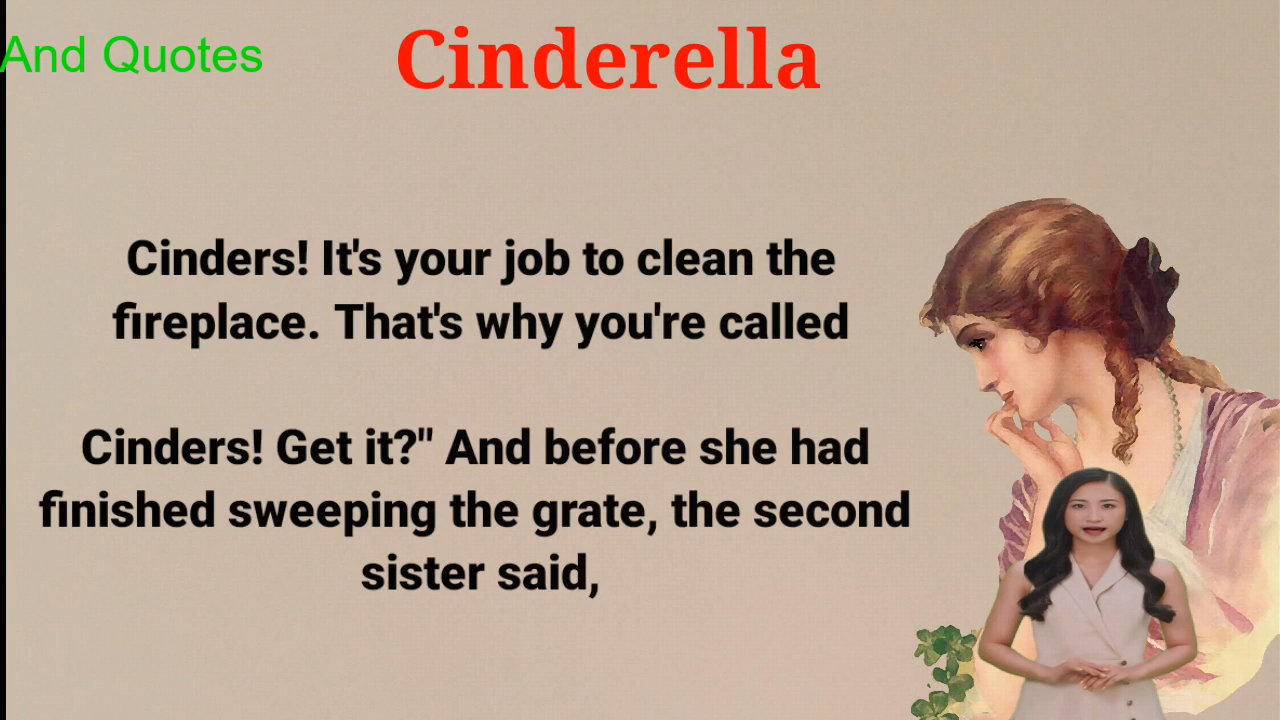 And Quotes
Cinderella
Cinders! It's your job to clean the
fireplace. That's why you're called
Cinders! Get it?" And before she had
finished sweeping the grate, the second
sister said,